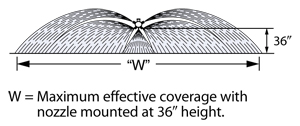 36”
“W”
W = Maximum effective coverage with
nozzle mounted at 36” height.